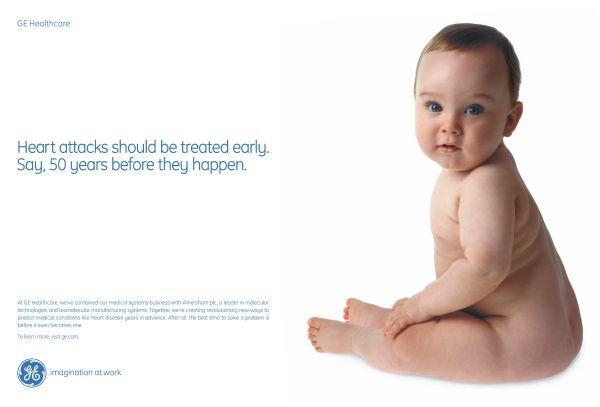 GE Healthcare
Heart attacks should be treated early.
Say, 50 years before they happen.
At GE Healthcare, we've combined our medical systems business with Amersham plc, a leader in molecular
technologies and biomolecular manufacturing systems. Together, we're creating revolutionary new ways to
predict medical conditions like heart disease years in advance. After all, the best time to solve a problem is
before it even becomes one.
To learn more, visit ge.com.
GE imagination at work